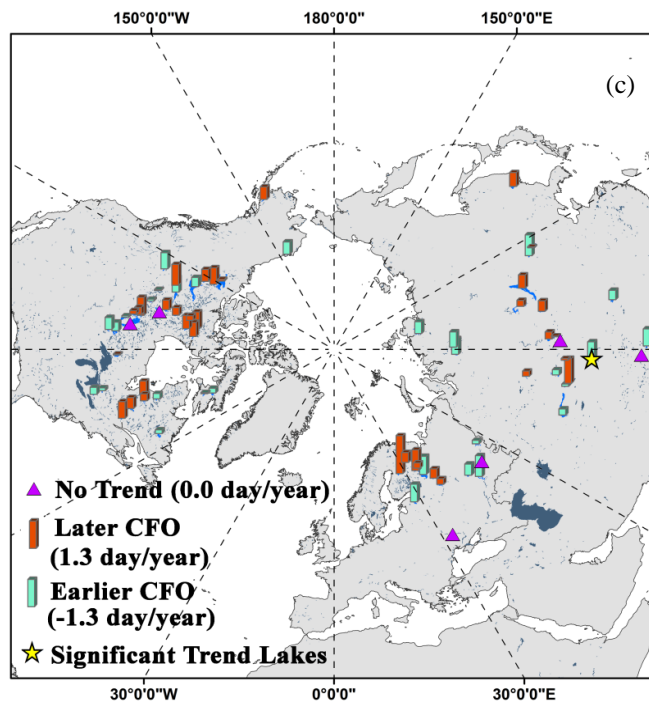 150°0'0"W 180°0'0" 150°0'0"E
(c)
No Trend (0.0 day/year)
Later CFO
(1.3 day/year)
Earlier CFO
(-1.3 day/year)
Significant Trend Lakes
30°0'0"W 0°0'0" 30°0'0"E